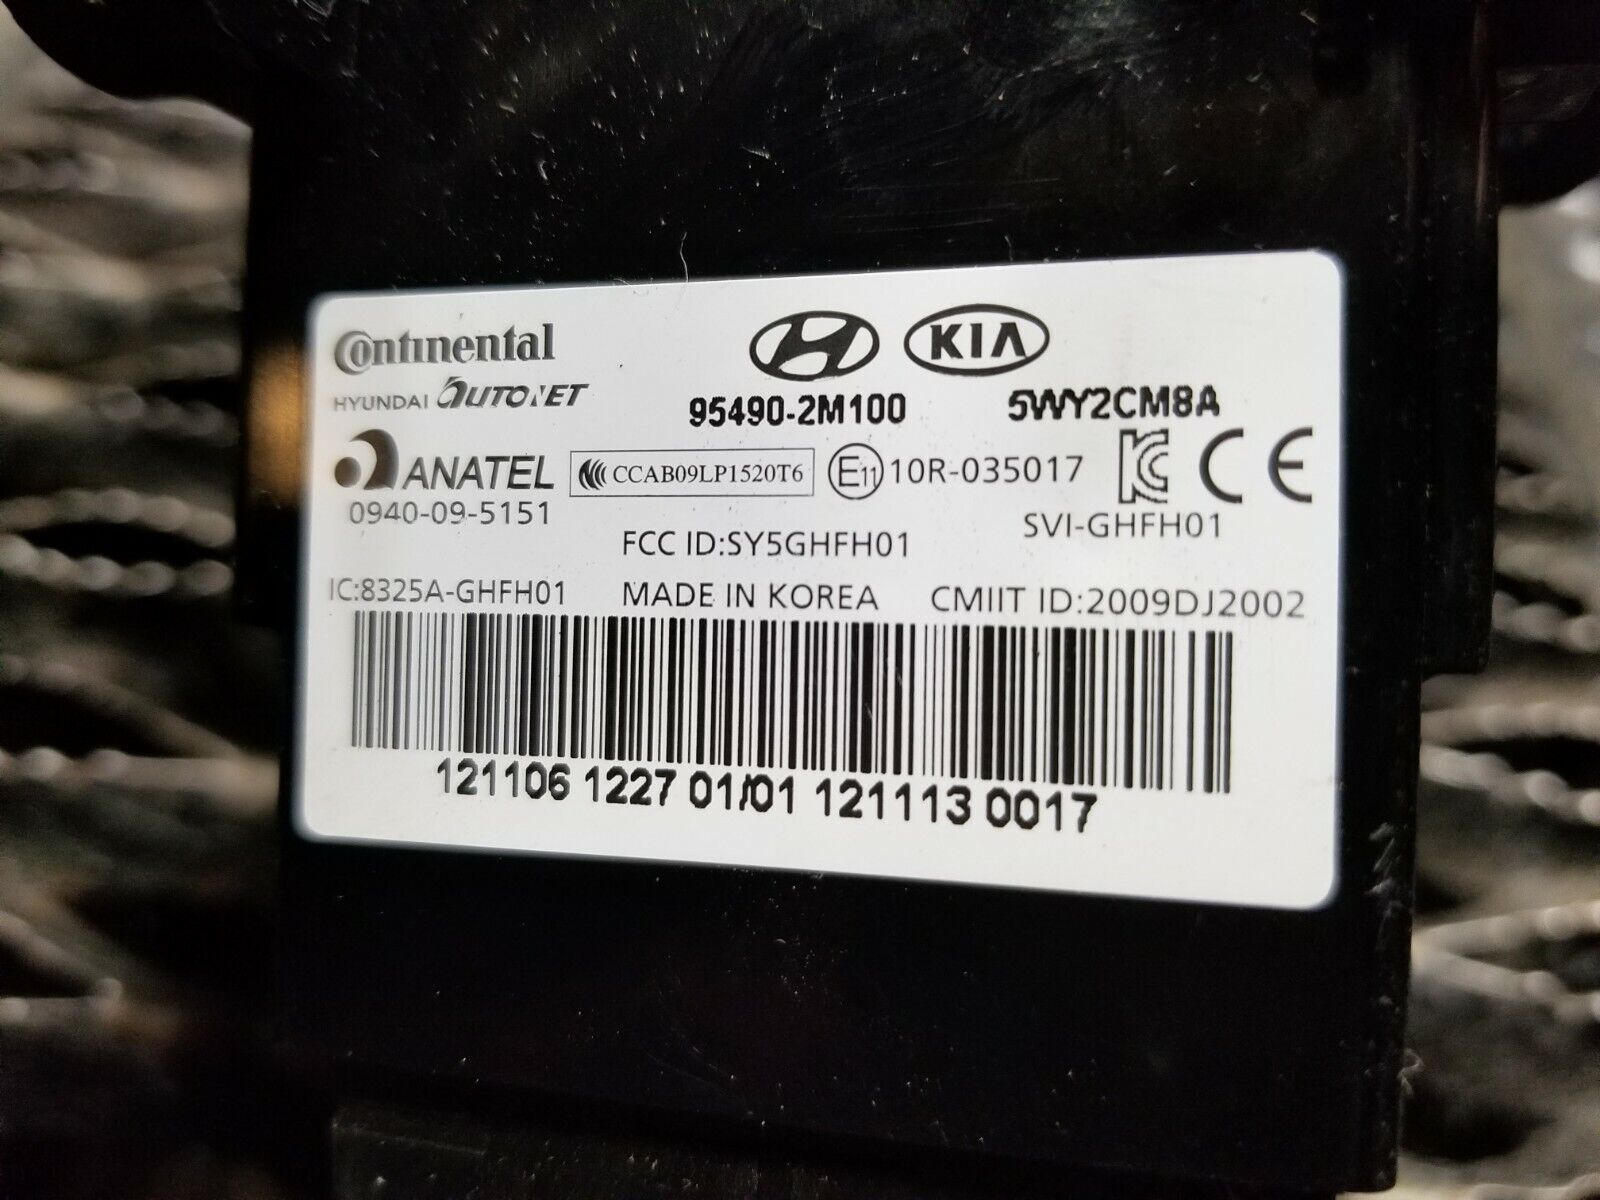 Continental
HYUNDAI AUTONET
KIA
95490-2M100 5WY2CM8A
ANATEL
0940-09-5151
CCAB09LP1520T6
E11 10R-035017
CE
SVI-GHFH01
FCC ID:SY5GHFH01
IC:8325A-GHFH01 MADE IN KOREA CMIIT ID:2009DJ2002
121106 1227 01/01 121113 0017